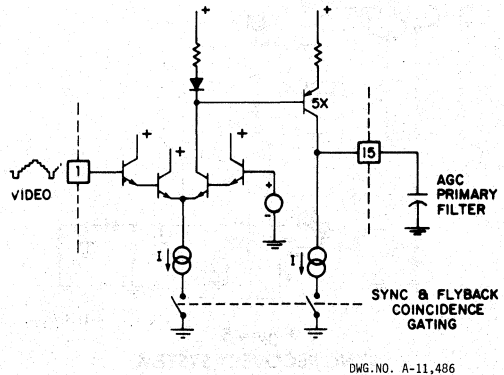 + +
5X
+ + +
1
15
VIDEO
+
-
AGC
PRIMARY
FILTER
I I
SYNC & FLYBACK
COINCIDENCE
GATING
DWG.NO. A-11,486